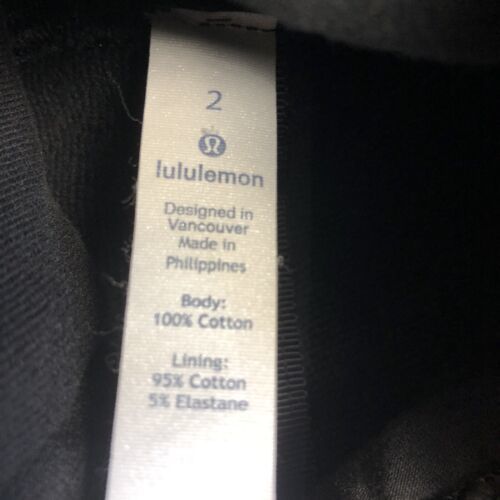 2
lululemon
Designed in
Vancouver
Made in
Philippines
Body:
100% Cotton
Lining:
95% Cotton
5% Elastane